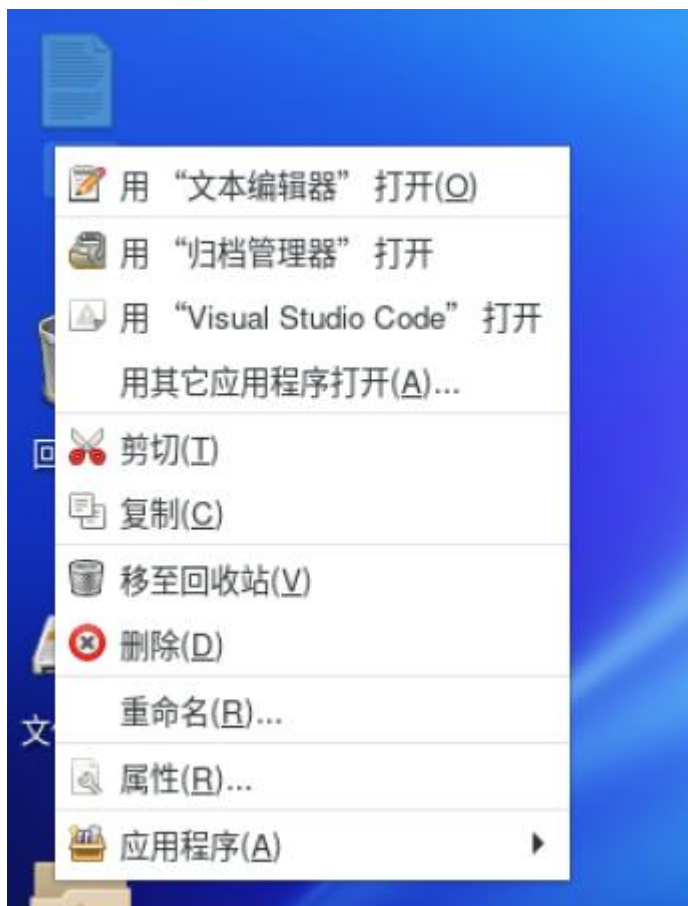 用 “文本编辑器” 打开(O)
用 “归档管理器” 打开
用 “Visual Studio Code” 打开
用其它应用程序打开(A)...
回
剪切(T)
复制(C)
移至回收站(V)
删除(D)
重命名(R)...
文
属性(R)...
应用程序(A)